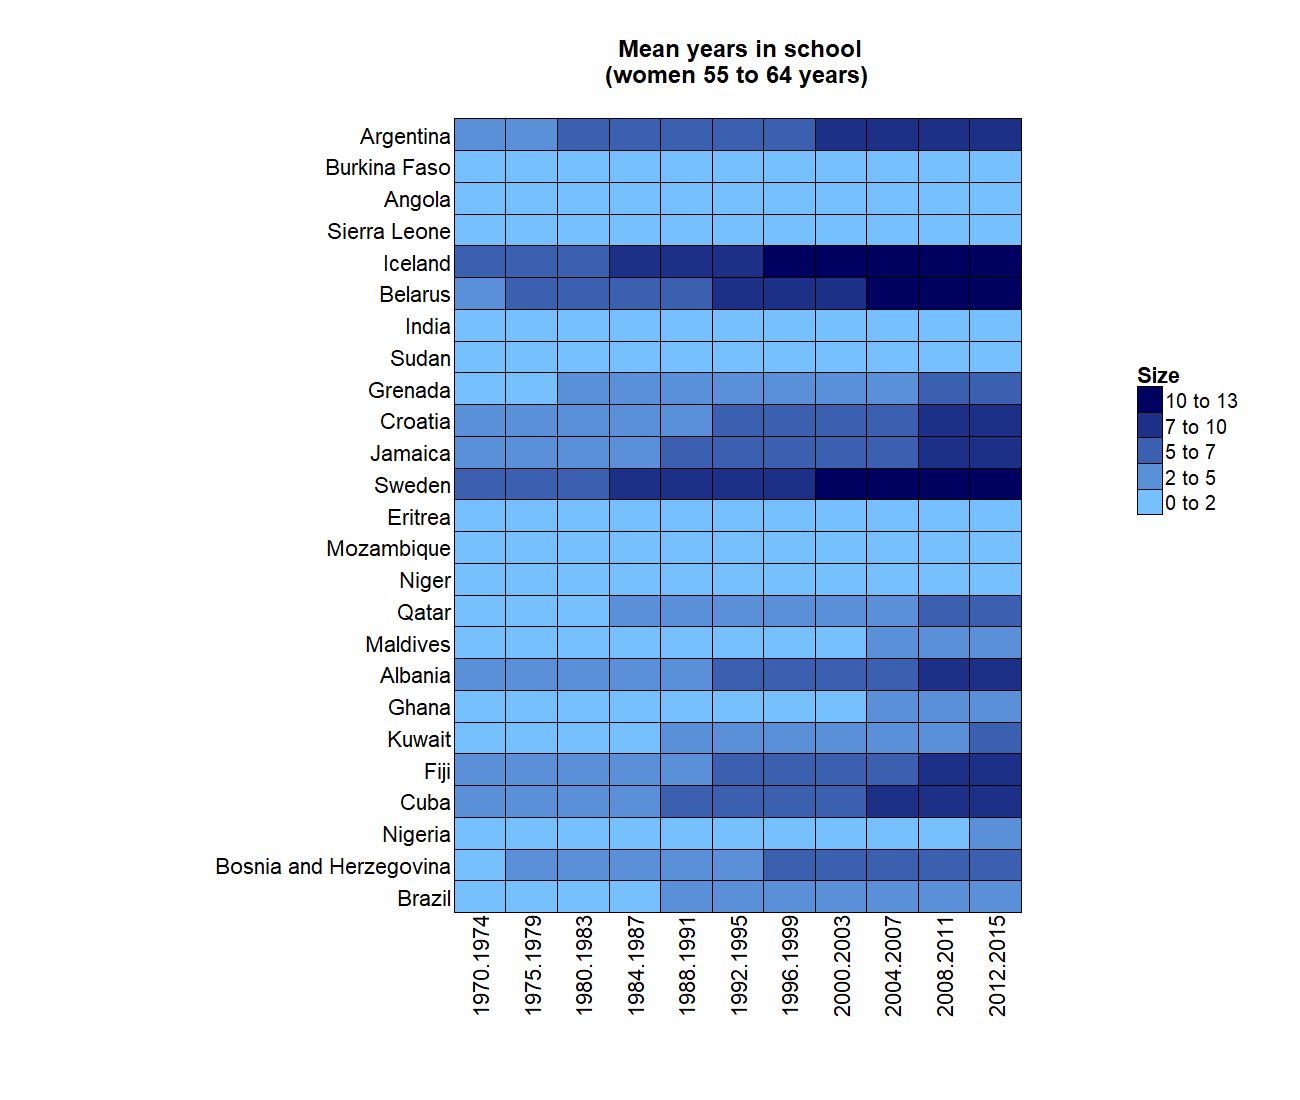 Mean years in school
(women 55 to 64 years)
Argentina
Burkina Faso
Angola
Sierra Leone
Iceland
Belarus
India
Sudan
Grenada
Croatia
Jamaica
Sweden
Eritrea
Mozambique
Niger
Qatar
Maldives
Albania
Ghana
Kuwait
Fiji
Cuba
Nigeria
Bosnia and Herzegovina
Brazil
1970.1974
1975.1979
1980.1983
1984.1987
1988.1991
1992.1995
1996.1999
2000.2003
2004.2007
2008.2011
2012.2015
Size
10 to 13
7 to 10
5 to 7
2 to 5
0 to 2